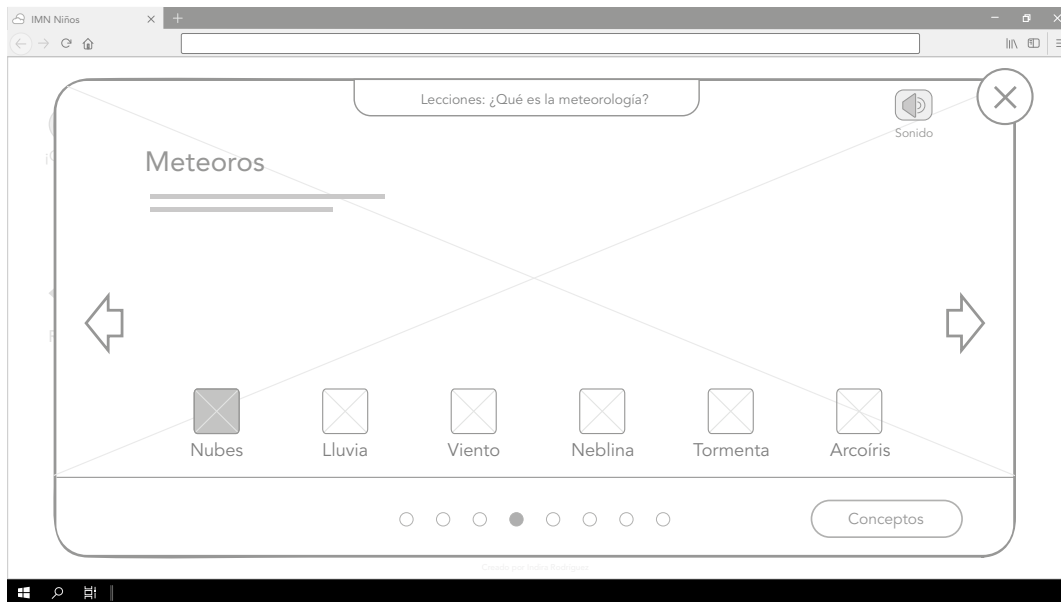 IMN Niños
Lecciones: ¿Qué es la meteorología?
Sonido
Meteoros
Nubes
Lluvia
Viento
Neblina
Tormenta
Arcoíris
Conceptos